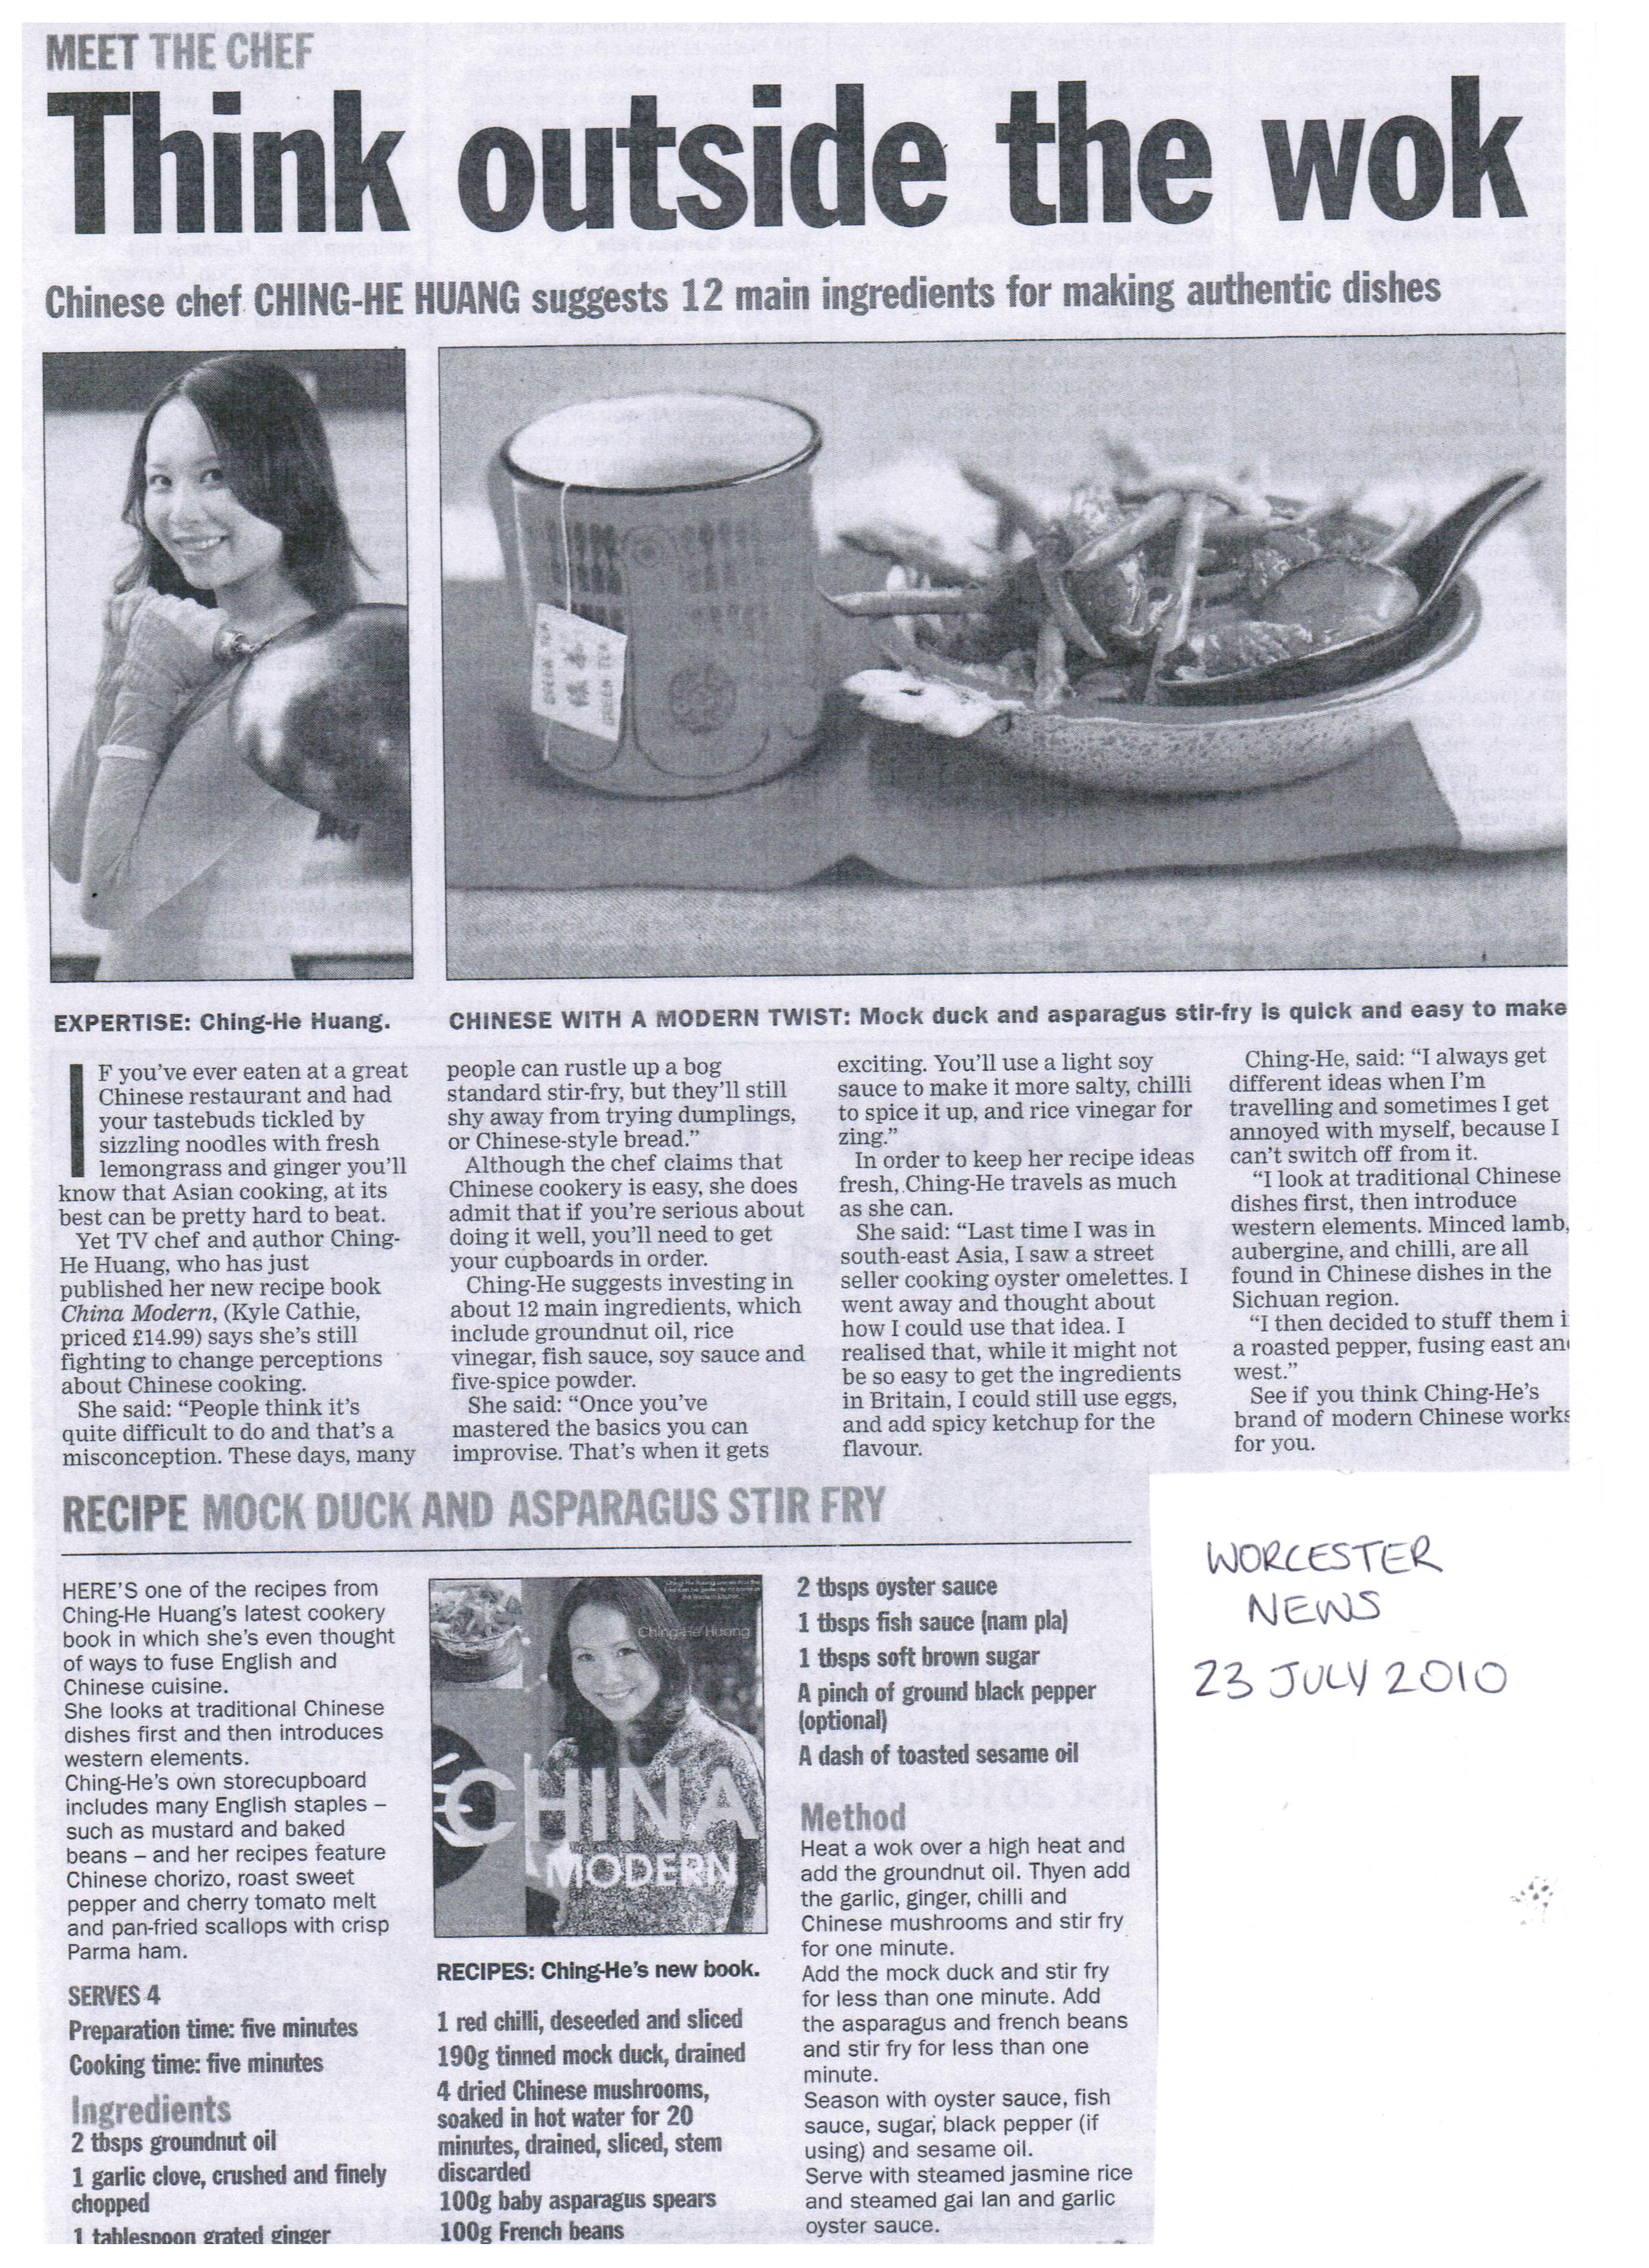 MEET THE CHEF
Think outside the wok
Chinese chef CHING-HE HUANG suggests 12 main ingredients for making authentic dishes
GREEN TEA
GREEN TEA
EXPERTISE: Ching-He Huang.
CHINESE WITH A MODERN TWIST: Mock duck and asparagus stir-fry is quick and easy to make
IF you've ever eaten at a great
Chinese restaurant and had
your tastebuds tickled by
sizzling noodles with fresh
lemongrass and ginger you'll
know that Asian cooking, at its
best can be pretty hard to beat.
Yet TV chef and author Ching-
He Huang, who has just
published her new recipe book
China Modern, (Kyle Cathie,
priced £14.99) says she's still
fighting to change perceptions
about Chinese cooking.
She said: “People think it's
quite difficult to do and that's a
misconception. These days, many
people can rustle up a bog
standard stir-fry, but they'll still
shy away from trying dumplings,
or Chinese-style bread.”
Although the chef claims that
Chinese cookery is easy, she does
admit that if you're serious about
doing it well, you'll need to get
your cupboards in order.
Ching-He suggests investing in
about 12 main ingredients, which
include groundnut oil, rice
vinegar, fish sauce, soy sauce and
five-spice powder.
She said: “Once you've
mastered the basics you can
improvise. That's when it gets
exciting. You'll use a light soy
sauce to make it more salty, chilli
to spice it up, and rice vinegar for
zing.”
In order to keep her recipe ideas
fresh, Ching-He travels as much
as she can.
She said: “Last time I was in
south-east Asia, I saw a street
seller cooking oyster omelettes. I
went away and thought about
how I could use that idea. I
realised that, while it might not
be so easy to get the ingredients
in Britain, I could still use eggs,
and add spicy ketchup for the
flavour.
Ching-He, said: “I always get
different ideas when I'm
travelling and sometimes I get
annoyed with myself, because I
can't switch off from it.
“I look at traditional Chinese
dishes first, then introduce
western elements. Minced lamb,
aubergine, and chilli, are all
found in Chinese dishes in the
Sichuan region.
“I then decided to stuff them i
a roasted pepper, fusing east an
west.”
See if you think Ching-He's
brand of modern Chinese works
for you.
RECIPE MOCK DUCK AND ASPARAGUS STIR FRY
HERE'S one of the recipes from
Ching-He Huang's latest cookery
book in which she's even thought
of ways to fuse English and
Chinese cuisine.
She looks at traditional Chinese
dishes first and then introduces
western elements.
Ching-He's own storecupboard
includes many English staples –
such as mustard and baked
beans – and her recipes feature
Chinese chorizo, roast sweet
pepper and cherry tomato melt
and pan-fried scallops with crisp
Parma ham.
SERVES 4
Preparation time: five minutes
Cooking time: five minutes
Ingredients
2 tbsps groundnut oil
1 garlic clove, crushed and finely
chopped
1 tablespoon grated ginger
Ching-He Huang
CHINA
MODERN
RECIPES: Ching-He's new book.
1 red chilli, deseeded and sliced
190g tinned mock duck, drained
4 dried Chinese mushrooms,
soaked in hot water for 20
minutes, drained, sliced, stem
discarded
100g baby asparagus spears
100g French beans
2 tbsps oyster sauce
1 tbsps fish sauce (nam pla)
1 tbsps soft brown sugar
A pinch of ground black pepper
(optional)
A dash of toasted sesame oil
Method
Heat a wok over a high heat and
add the groundnut oil. Thyen add
the garlic, ginger, chilli and
Chinese mushrooms and stir fry
for one minute.
Add the mock duck and stir fry
for less than one minute. Add
the asparagus and french beans
and stir fry for less than one
minute.
Season with oyster sauce, fish
sauce, sugar, black pepper (if
using) and sesame oil.
Serve with steamed jasmine rice
and steamed gai lan and garlic
oyster sauce.
WORCESTER
NEWS
23 JULY 2010